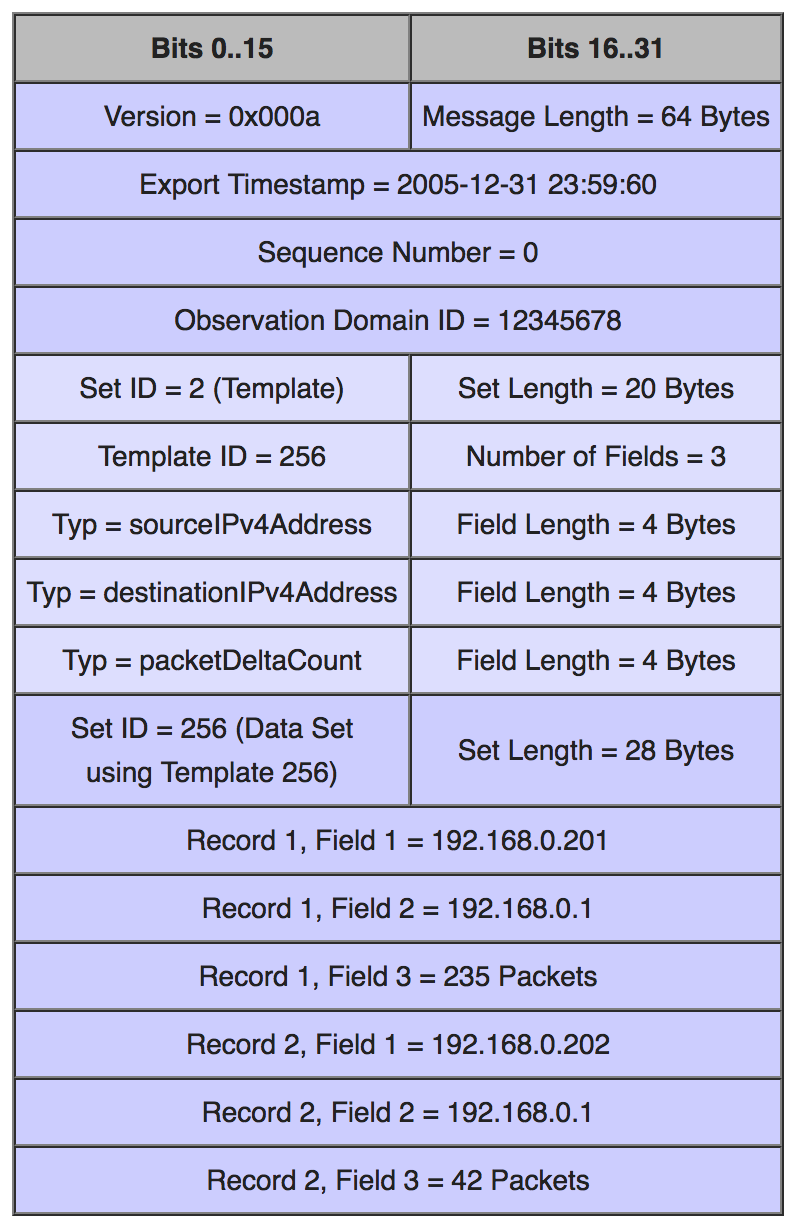 Bits 0..15
Bits 16..31
Version = 0x000a
Message Length = 64 Bytes
Export Timestamp = 2005-12-31 23:59:60
Sequence Number = 0
Observation Domain ID = 12345678
Set ID = 2 (Template)
Set Length = 20 Bytes
Template ID = 256
Number of Fields = 3
Typ = sourceIPv4Address
Field Length = 4 Bytes
Typ = destinationIPv4Address
Field Length = 4 Bytes
Typ = packetDeltaCount
Field Length = 4 Bytes
Set ID = 256 (Data Set
using Template 256)
Set Length = 28 Bytes
Record 1, Field 1 = 192.168.0.201
Record 1, Field 2 = 192.168.0.1
Record 1, Field 3 = 235 Packets
Record 2, Field 1 = 192.168.0.202
Record 2, Field 2 = 192.168.0.1
Record 2, Field 3 = 42 Packets